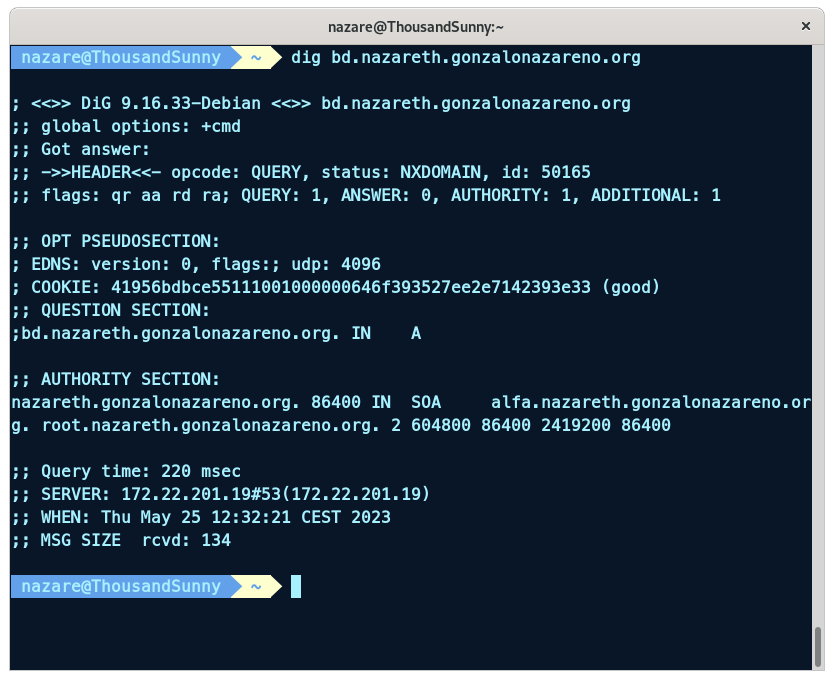 nazare@ThousandSunny:~ ×
nazare@ThousandSunny ~ dig bd.nazareth.gonzalonazareno.org
; <<>> DiG 9.16.33-Debian <<>> bd.nazareth.gonzalonazareno.org
;; global options: +cmd
;; Got answer:
;; ->>HEADER<<- opcode: QUERY, status: NXDOMAIN, id: 50165
;; flags: qr aa rd ra; QUERY: 1, ANSWER: 0, AUTHORITY: 1, ADDITIONAL: 1
;; OPT PSEUDOSECTION:
; EDNS: version: 0, flags:; udp: 4096
; COOKIE: 41956bdbce55111001000000646f393527ee2e7142393e33 (good)
;; QUESTION SECTION:
;bd.nazareth.gonzalonazareno.org. IN A
;; AUTHORITY SECTION:
nazareth.gonzalonazareno.org. 86400 IN SOA alfa.nazareth.gonzalonazareno.or
g. root.nazareth.gonzalonazareno.org. 2 604800 86400 2419200 86400
;; Query time: 220 msec
;; SERVER: 172.22.201.19#53(172.22.201.19)
;; WHEN: Thu May 25 12:32:21 CEST 2023
;; MSG SIZE rcvd: 134
nazare@ThousandSunny ~